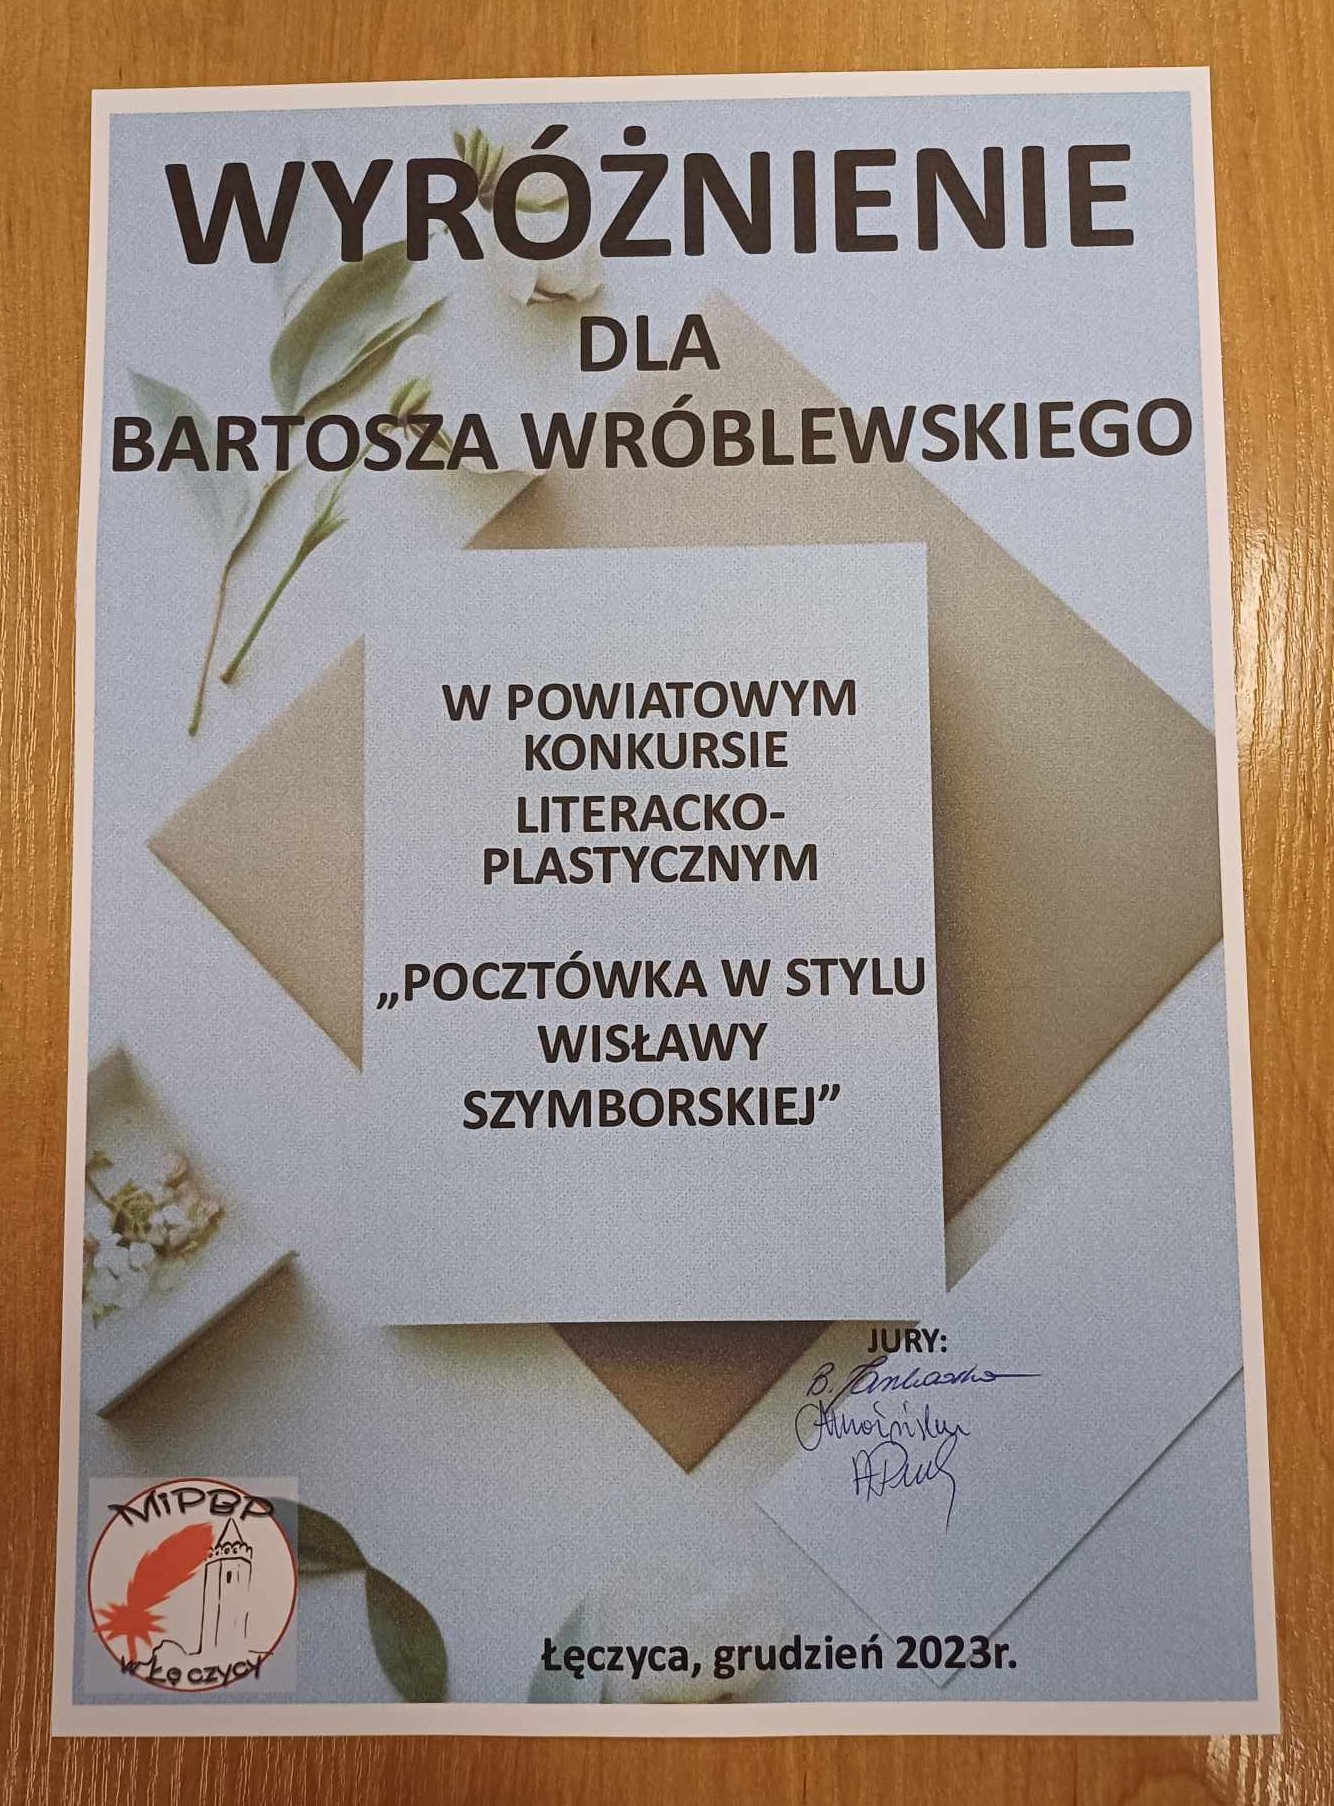 WYRÓŻNIENIE
DLA
BARTOSZA WRÓBLEWSKIEGO
W POWIATOWYM
KONKURSIE
LITERACKO-
PLASTYCZNYM
„POCZTÓWKA W STYLU
WISŁAWY
SZYMBORSKIEJ”
JURY:
B.
MiPBP
w Łęczycy
Łęczyca, grudzień 2023r.